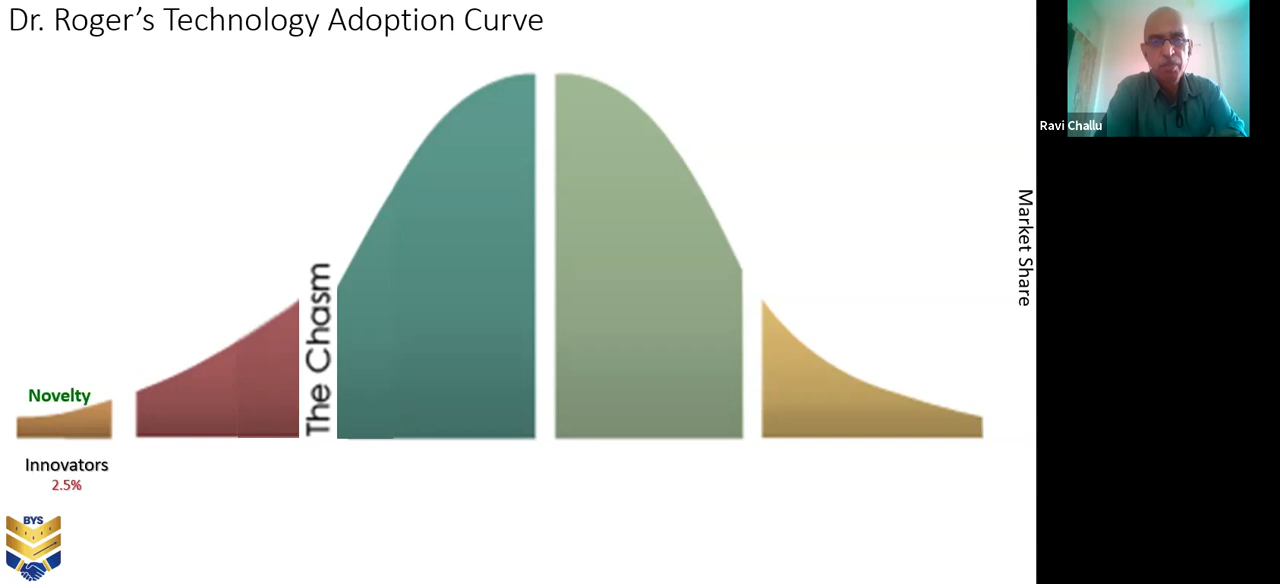 Dr. Roger’s Technology Adoption Curve
Ravi Challu
Market Share
The Chasm
Novelty
Innovators
2.5%
BYS